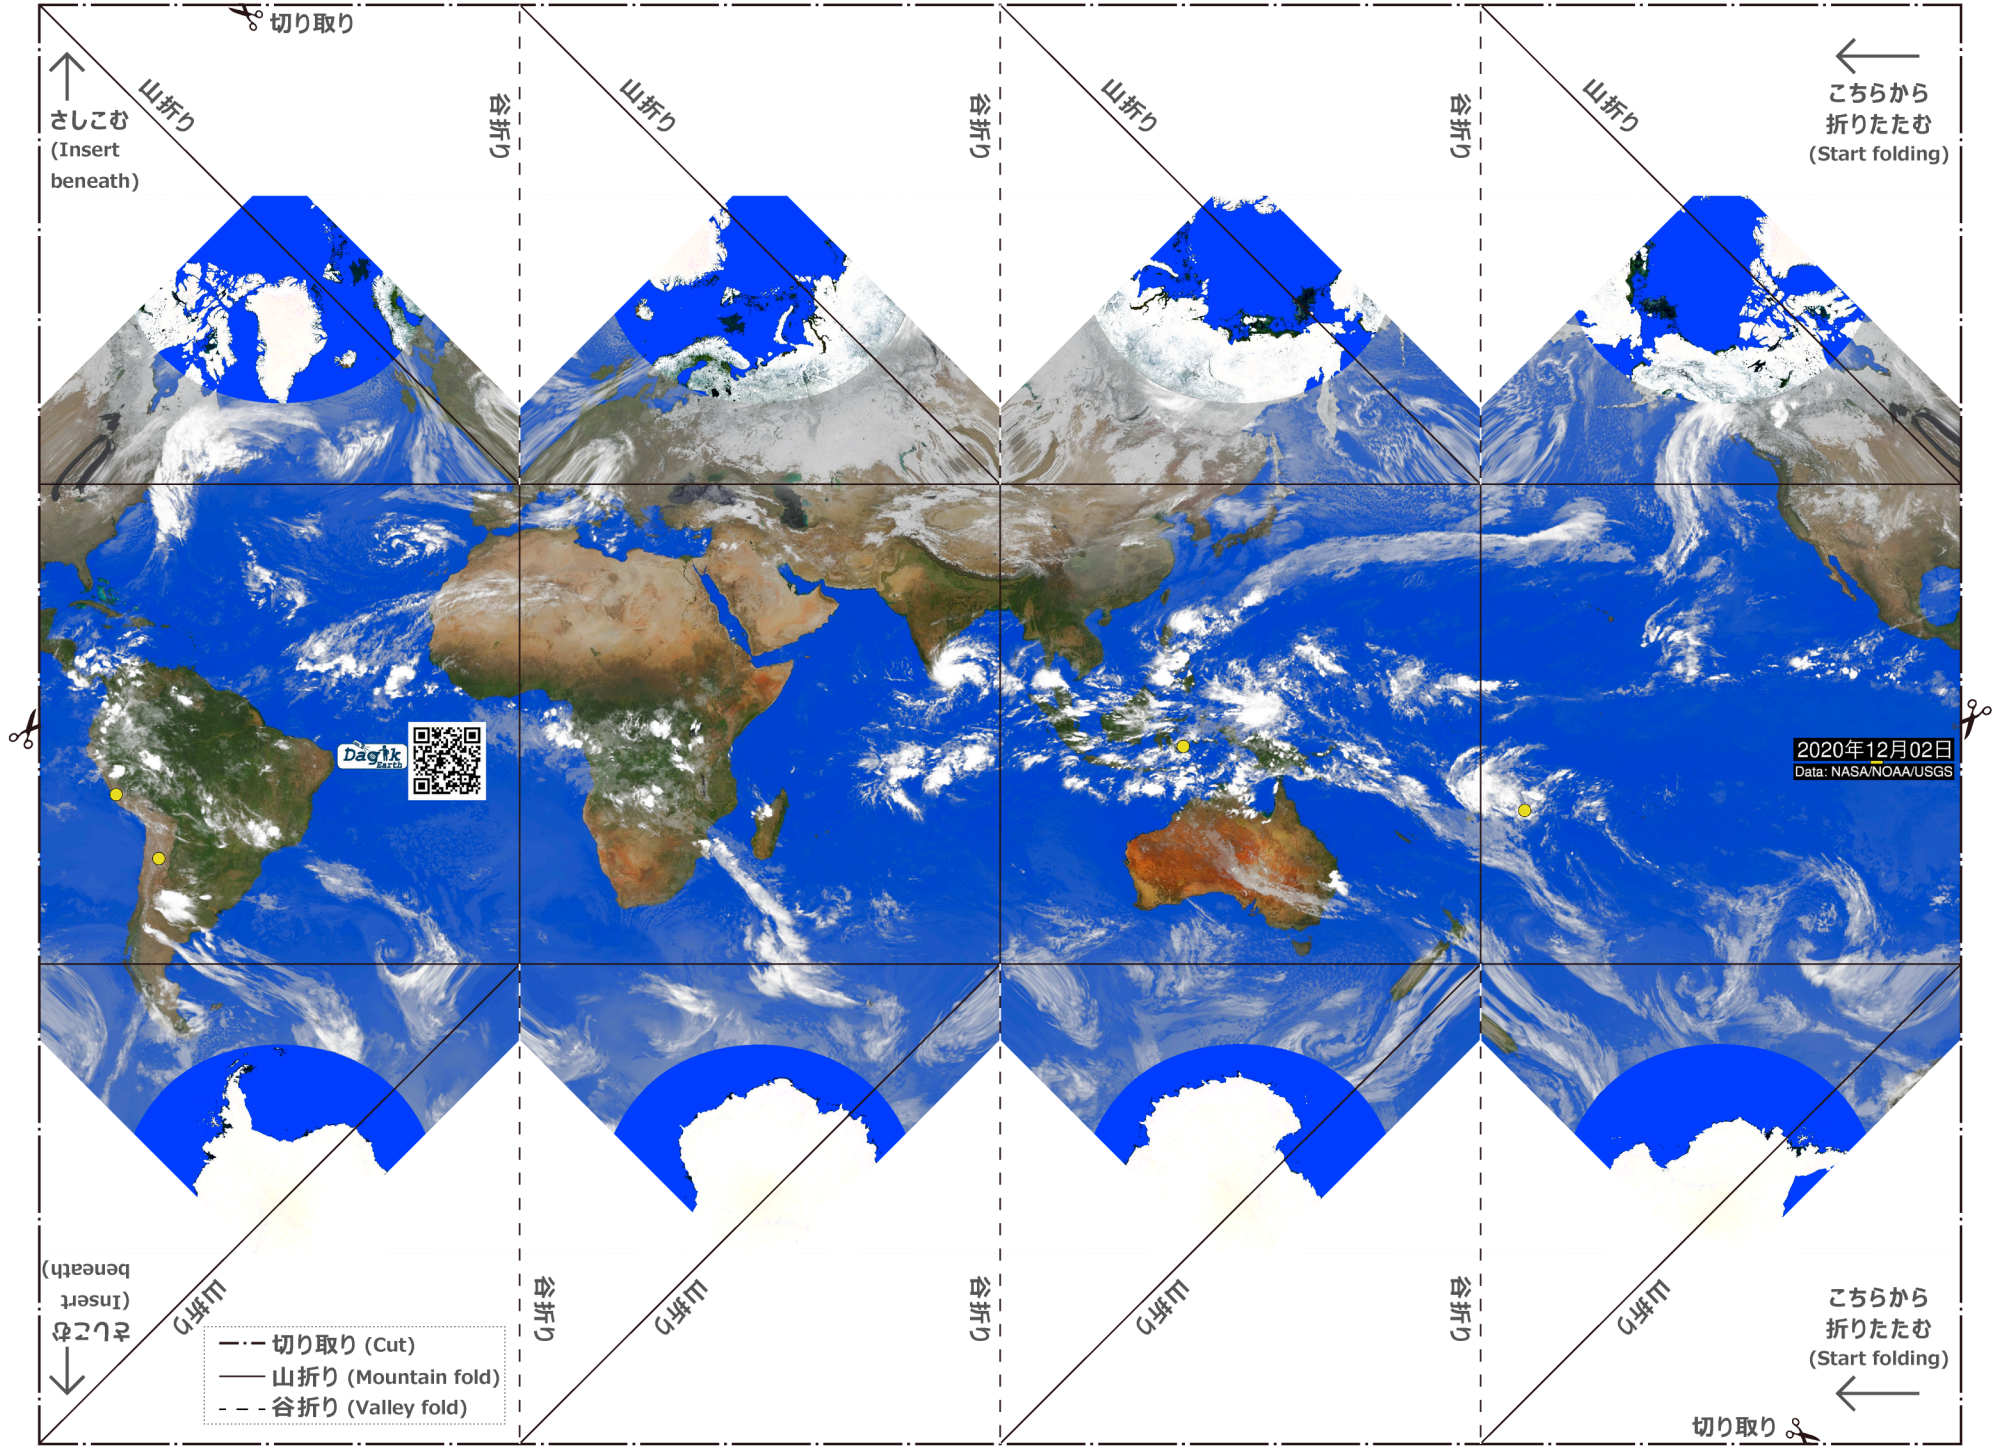 切り取り
さしこむ
(Insert
beneath)
山折り
谷折り
山折り
谷折り
山折り
谷折り
山折り
こちらから
折りたたむ
(Start folding)
Dagik
Earth
2020年12月02日
Data: NASA/NOAA/USGS
さしこむ
(Insert
beneath)
山折り
谷折り
山折り
谷折り
山折り
谷折り
山折り
こちらから
折りたたむ
(Start folding)
切り取り (Cut)
山折り (Mountain fold)
谷折り (Valley fold)
切り取り